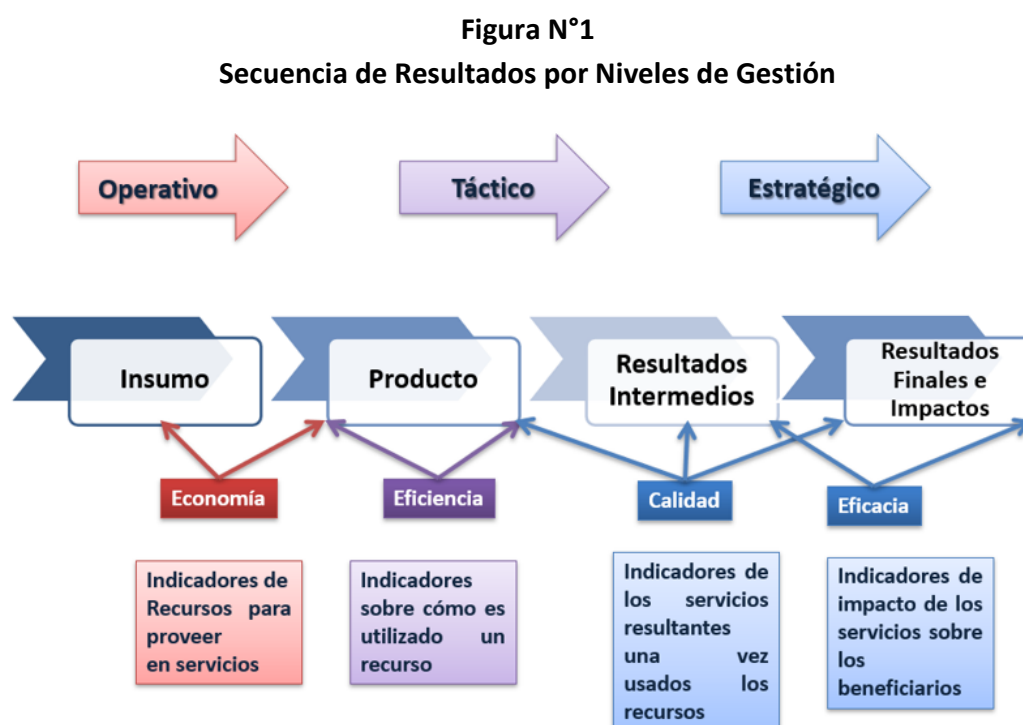 Figura N°1
Secuencia de Resultados por Niveles de Gestión
Operativo
Táctico
Estratégico
Insumo
Producto
Resultados
Intermedios
Resultados
Finales e
Impactos
Economía
Eficiencia
Calidad
Eficacia
Indicadores de
Recursos para
proveer
en servicios
Indicadores
sobre cómo es
utilizado un
recurso
Indicadores de
los servicios
resultantes
una vez
usados los
recursos
Indicadores de
impacto de los
servicios sobre
los
beneficiarios